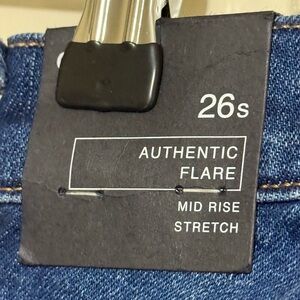 26s
AUTHENTIC
FLARE
MID RISE
STRETCH